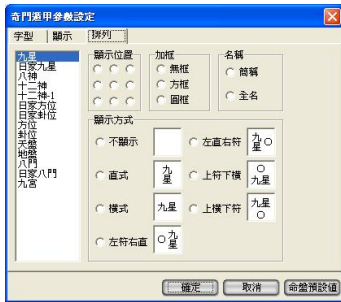 奇門遁甲參數設定
字型 顯示 排列
九星
日家九星
八神
十二神
十二神-1
日家方位
日家卦位
方位
卦位
天盤
地盤
八門
日家八門
九宮
顯示位置
加框
無框
方框
圓框
名稱
簡稱
全名
顯示方式
不顯示
左直右符 九星○
直式 九星
上符下橫 ○九星
橫式 九星
上橫下符 九星○
左符右直 ○九星
確定 取消 命盤預設值